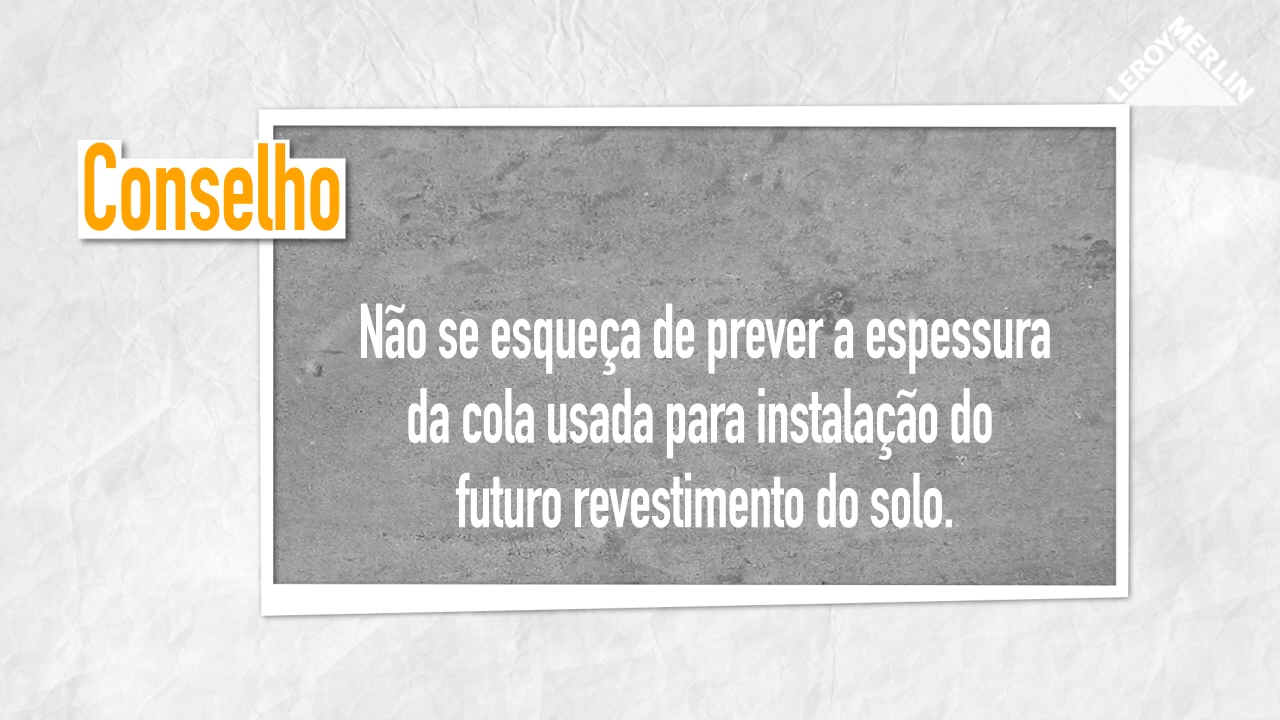 LEROY MERLIN
Conselho
Não se esqueça de prever a espessura
da cola usada para instalação do
futuro revestimento do solo.